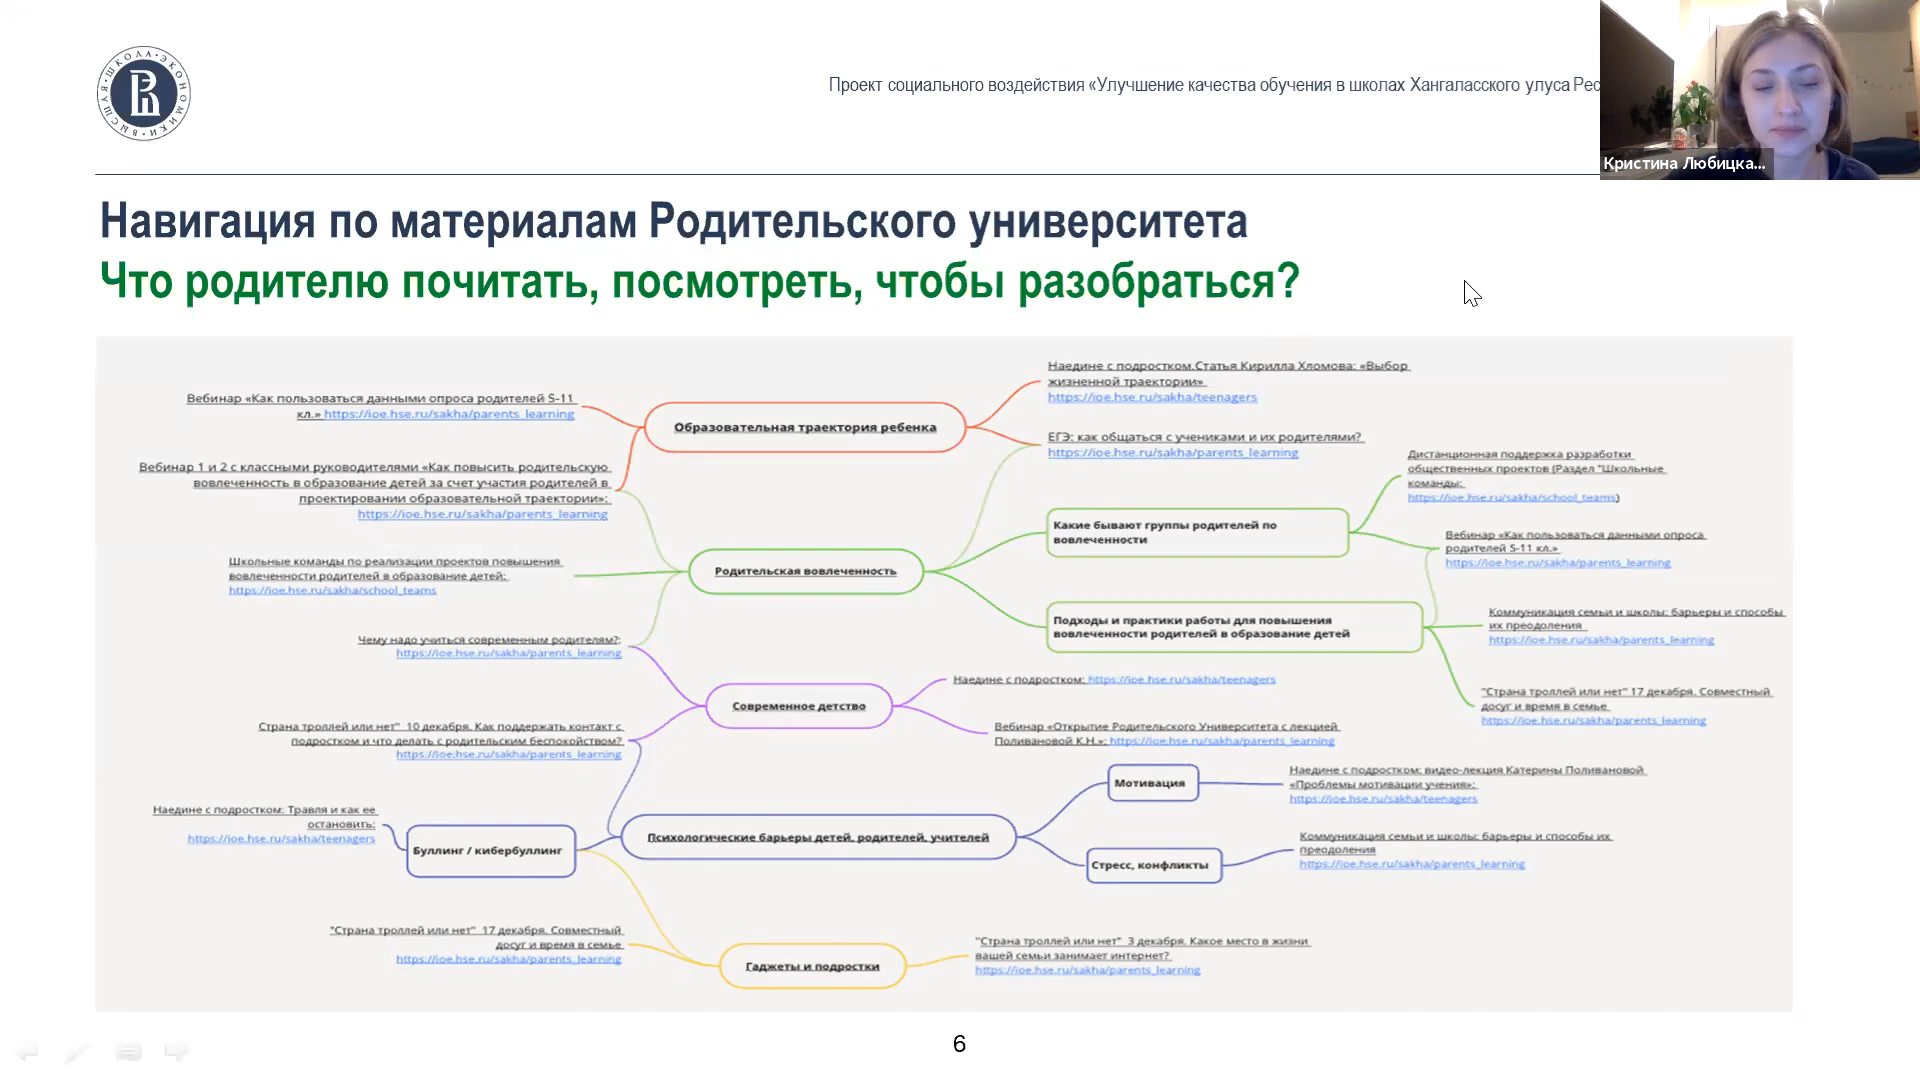 ВЫСШАЯ ШКОЛА ЭКОНОМИКИ
Проект социального воздействия «Улучшение качества обучения в школах Хангаласского улуса Рес
Кристина Любицка...
Навигация по материалам Родительского университета
Что родителю почитать, посмотреть, чтобы разобраться?
Вебинар «Как пользоваться данными опроса родителей 5-11
кл.» https://ioe.hse.ru/sakha/parents_learning
Вебинар 1 и 2 с классными руководителями «Как повысить родительскую
вовлеченность в образование детей за счет участия родителей в
проектировании образовательной траектории»:
https://ioe.hse.ru/sakha/parents_learning
Образовательная траектория ребенка
Наедине с подростком.Статья Кирилла Хломова: «Выбор
жизненной траектории»
https://ioe.hse.ru/sakha/teenagers
ЕГЭ: как общаться с учениками и их родителями?
https://ioe.hse.ru/sakha/parents_learning
Школьные команды по реализации проектов повышения
вовлеченности родителей в образование детей:
https://ioe.hse.ru/sakha/school_teams
Чему надо учиться современным родителям?:
https://ioe.hse.ru/sakha/parents_learning
Родительская вовлеченность
Какие бывают группы родителей по
вовлеченности
Дистанционная поддержка разработки
общественных проектов (Раздел "Школьные
команды:
https://ioe.hse.ru/sakha/school_teams)
Вебинар «Как пользоваться данными опроса
родителей 5-11 кл.»
https://ioe.hse.ru/sakha/parents_learning
Подходы и практики работы для повышения
вовлеченности родителей в образование детей
Коммуникация семьи и школы: барьеры и способы
их преодоления
https://ioe.hse.ru/sakha/parents_learning
"Страна троллей или нет" 17 декабря. Совместный
досуг и время в семье
https://ioe.hse.ru/sakha/parents_learning
Современное детство
Наедине с подростком: https://ioe.hse.ru/sakha/teenagers
Вебинар «Открытие Родительского Университета с лекцией
Поливановой К.Н.»: https://ioe.hse.ru/sakha/parents_learning
Страна троллей или нет" 10 декабря. Как поддержать контакт с
подростком и что делать с родительским беспокойством?
https://ioe.hse.ru/sakha/parents_learning
Наедине с подростком: Травля и как ее
остановить:
https://ioe.hse.ru/sakha/teenagers
Буллинг / кибербуллинг
Психологические барьеры детей, родителей, учителей
Мотивация
Наедине с подростком: видео-лекция Катерины Поливановой
«Проблемы мотивации учения»:
https://ioe.hse.ru/sakha/teenagers
Стресс, конфликты
Коммуникация семьи и школы: барьеры и способы их
преодоления
https://ioe.hse.ru/sakha/parents_learning
"Страна троллей или нет" 17 декабря. Совместный
досуг и время в семье
https://ioe.hse.ru/sakha/parents_learning
Гаджеты и подростки
"Страна троллей или нет" 3 декабря. Какое место в жизни
вашей семьи занимает интернет?
https://ioe.hse.ru/sakha/parents_learning
6